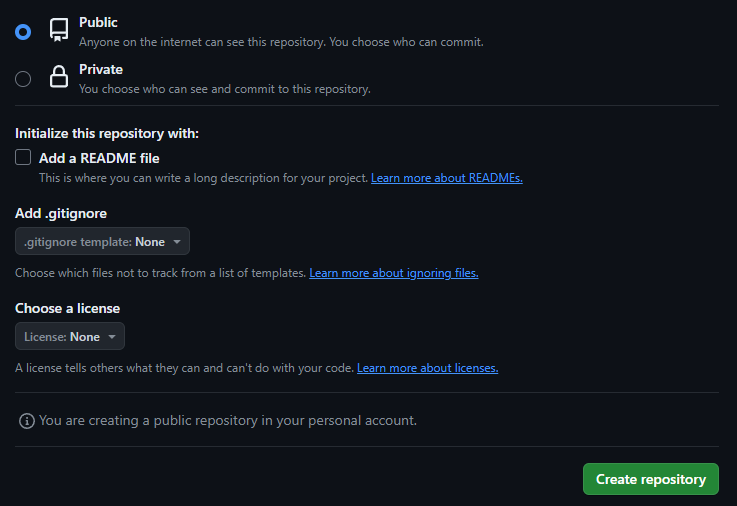 Public
Anyone on the internet can see this repository. You choose who can commit.
Private
You choose who can see and commit to this repository.
Initialize this repository with:
Add a README file
This is where you can write a long description for your project. Learn more about READMEs.
Add .gitignore
.gitignore template: None
Choose which files not to track from a list of templates. Learn more about ignoring files.
Choose a license
License: None
A license tells others what they can and can't do with your code. Learn more about licenses.
You are creating a public repository in your personal account.
Create repository